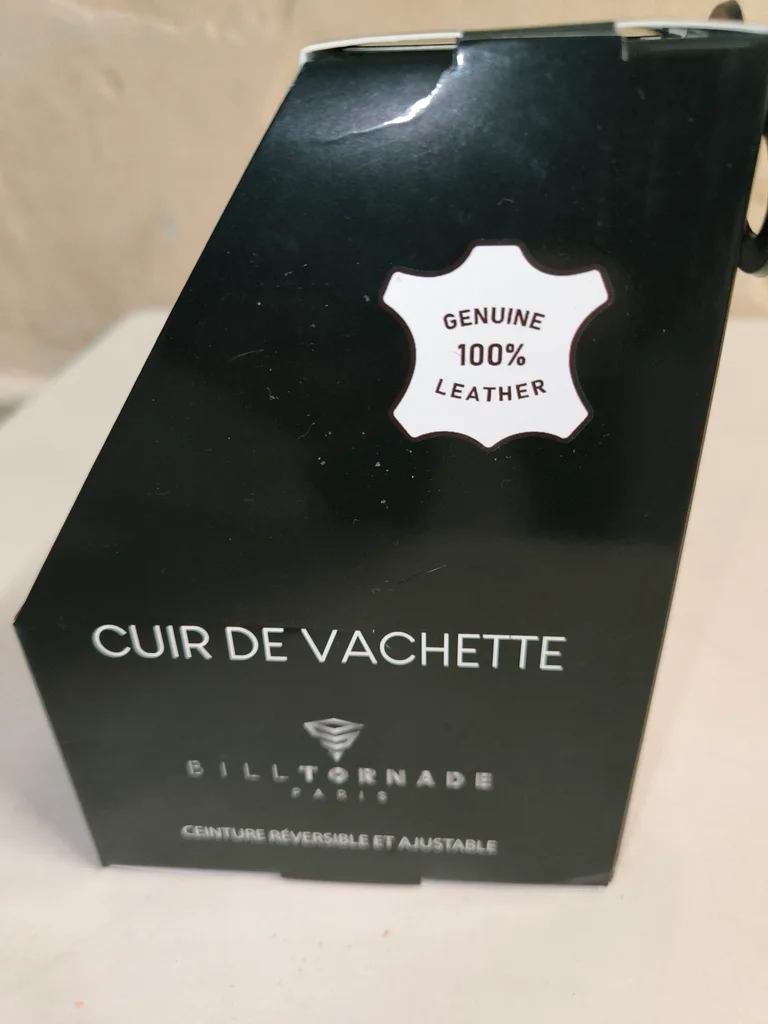 GENUINE
100%
LEATHER
CUIR DE VACHETTE
BILLTORNADE
PARIS
CEINTURE RÉVERSIBLE ET AJUSTABLE